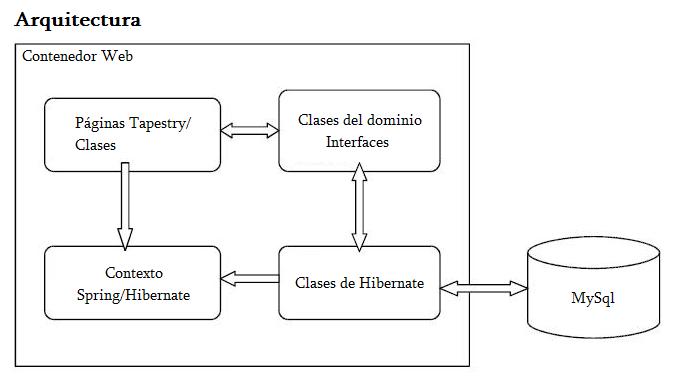 Arquitectura
Contenedor Web
Páginas Tapestry/
Clases
Clases del dominio
Interfaces
Contexto
Spring/Hibernate
Clases de Hibernate
MySql